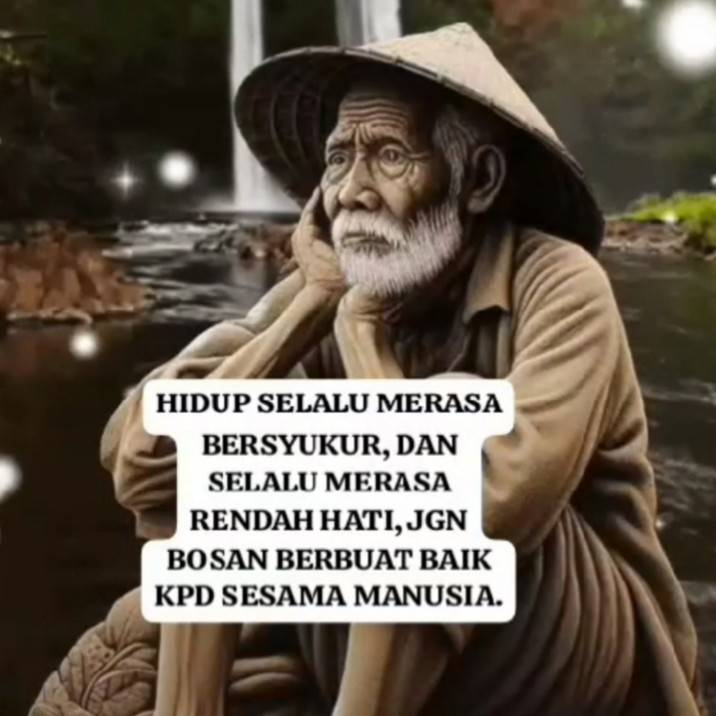 HIDUP SELALU MERASA
BERSYUKUR, DAN
SELALU MERASA
RENDAH HATI, JGN
BOSAN BERBUAT BAIK
KPD SESAMA MANUSIA.